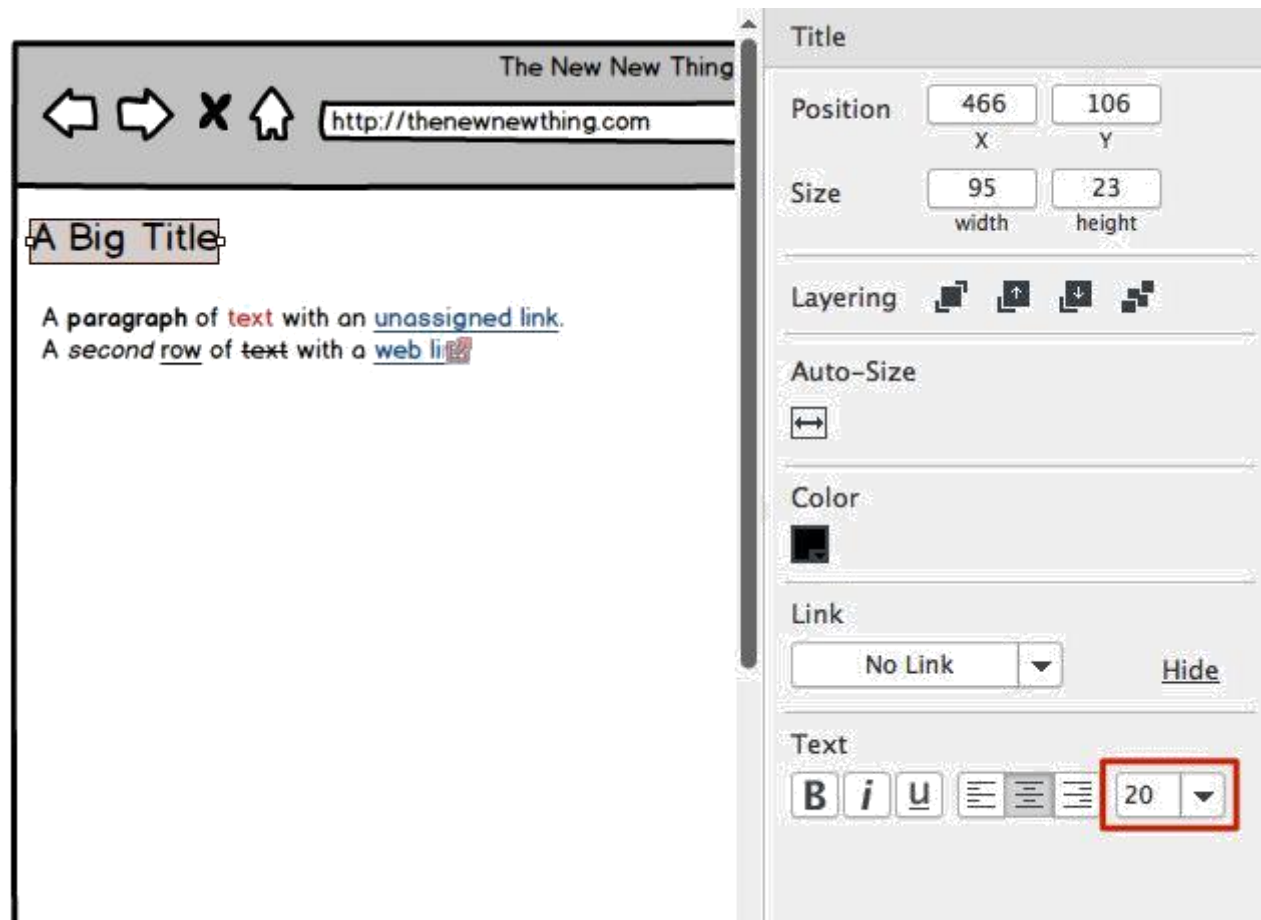 The New New Thing
http://thenewnewthing.com
A Big Title
A paragraph of text with an unassigned link.
A second row of text with a web li
Title
Position 466 106
X Y
Size 95 23
width height
Layering
Auto-Size
Color
Link
No Link Hide
Text
B i u 20